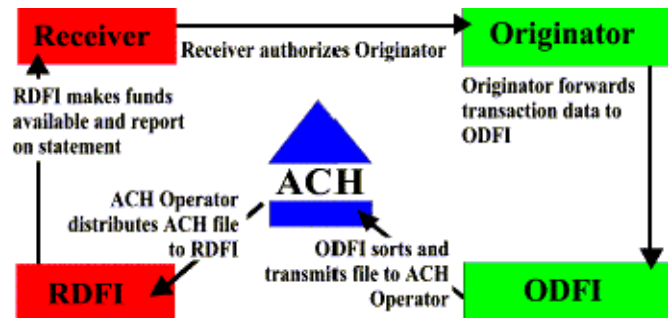 Receiver
Receiver authorizes Originator
Originator
RDFI makes funds
available and report
on statement
Originator forwards
transaction data to
ODFI
ACH
ACH Operator
distributes ACH file
to RDFI
ODFI sorts and
transmits file to ACH
Operator
RDFI
ODFI